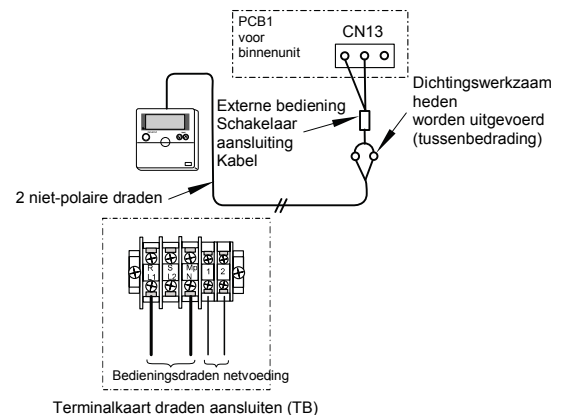 PCB1
voor
binnenunit
CN13
Dichtingswerkzaam
heden
worden uitgevoerd
(tussenbedrading)
Externe bediening
Schakelaar
aansluiting
Kabel
2 niet-polaire draden
R S Mp
L1 L2 N 1 2
Bedieningsdraden netvoeding
Terminalkaart draden aansluiten (TB)